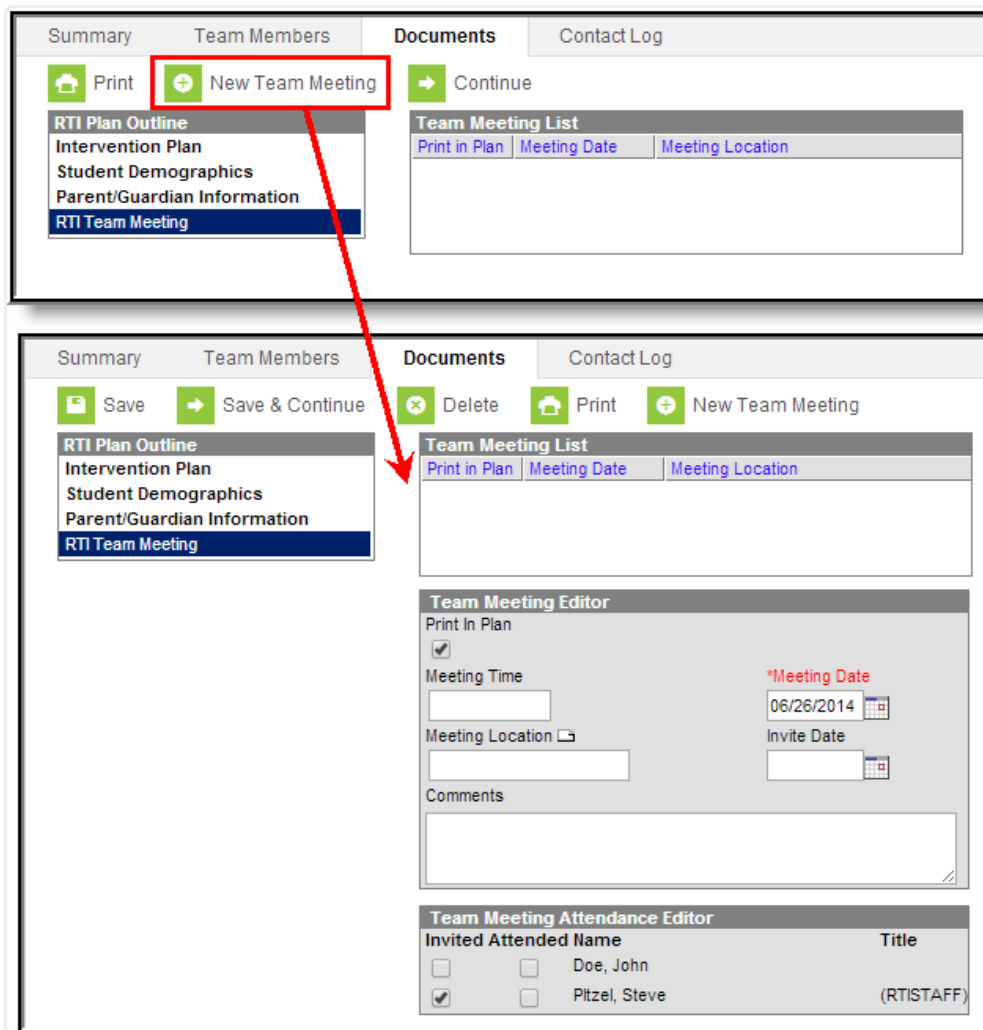 Summary Team Members Documents Contact Log
Print New Team Meeting Continue
RTI Plan Outline
Intervention Plan
Student Demographics
Parent/Guardian Information
RTI Team Meeting
Team Meeting List
Print in Plan Meeting Date Meeting Location
Summary Team Members Documents Contact Log
Save Save & Continue Delete Print New Team Meeting
RTI Plan Outline
Intervention Plan
Student Demographics
Parent/Guardian Information
RTI Team Meeting
Team Meeting List
Print in Plan Meeting Date Meeting Location
Team Meeting Editor
Print In Plan
Meeting Time *Meeting Date
06/26/2014
Meeting Location Invite Date
Comments
Team Meeting Attendance Editor
Invited Attended Name Title
Doe, John
Pltzel, Steve (RTISTAFF)